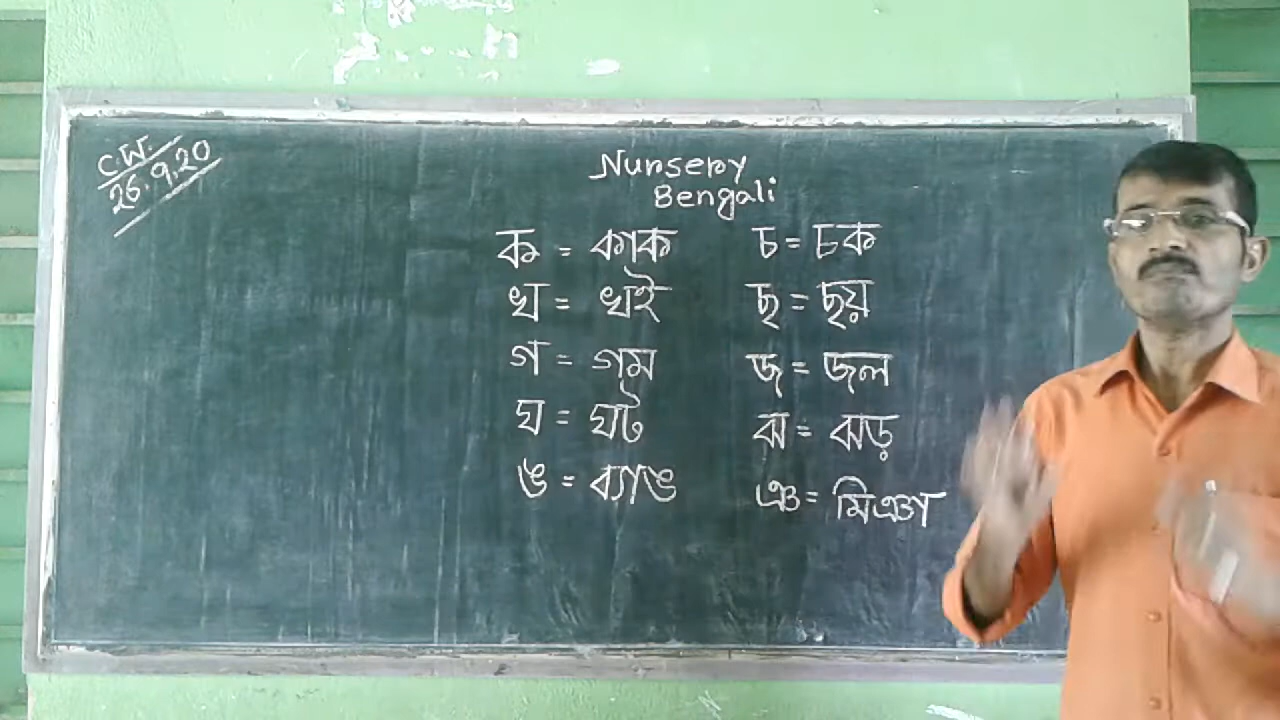 C.W.
26.9.20
Nursery
Bengali
ক = কাক চ = চক
খ = খই ছ = ছয়
গ = গম জ = জল
ঘ = ঘট ঝ = ঝড়
ঙ = ব্যাঙ ঞ = মিঞা